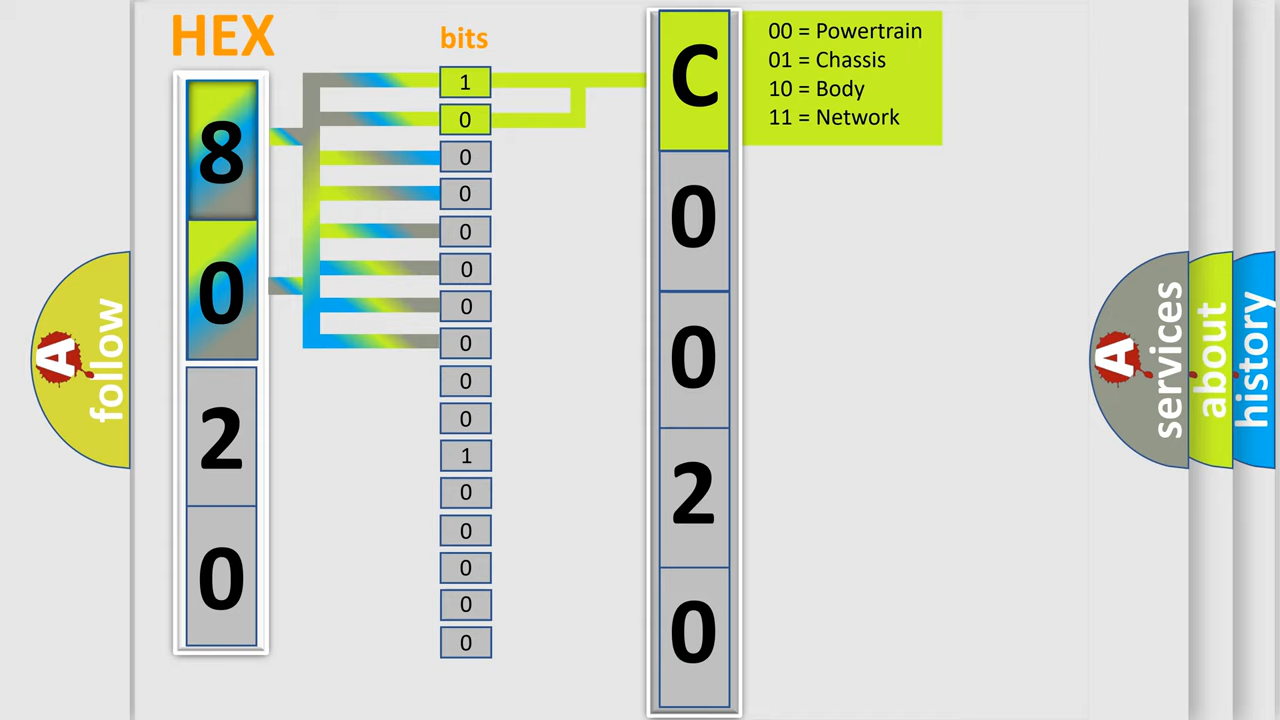 HEX
bits
8
0
2
0
1
0
0
0
0
0
0
0
0
0
1
0
0
0
0
0
C
0
0
2
0
00 = Powertrain
01 = Chassis
10 = Body
11 = Network
A
follow
A
services
about
history